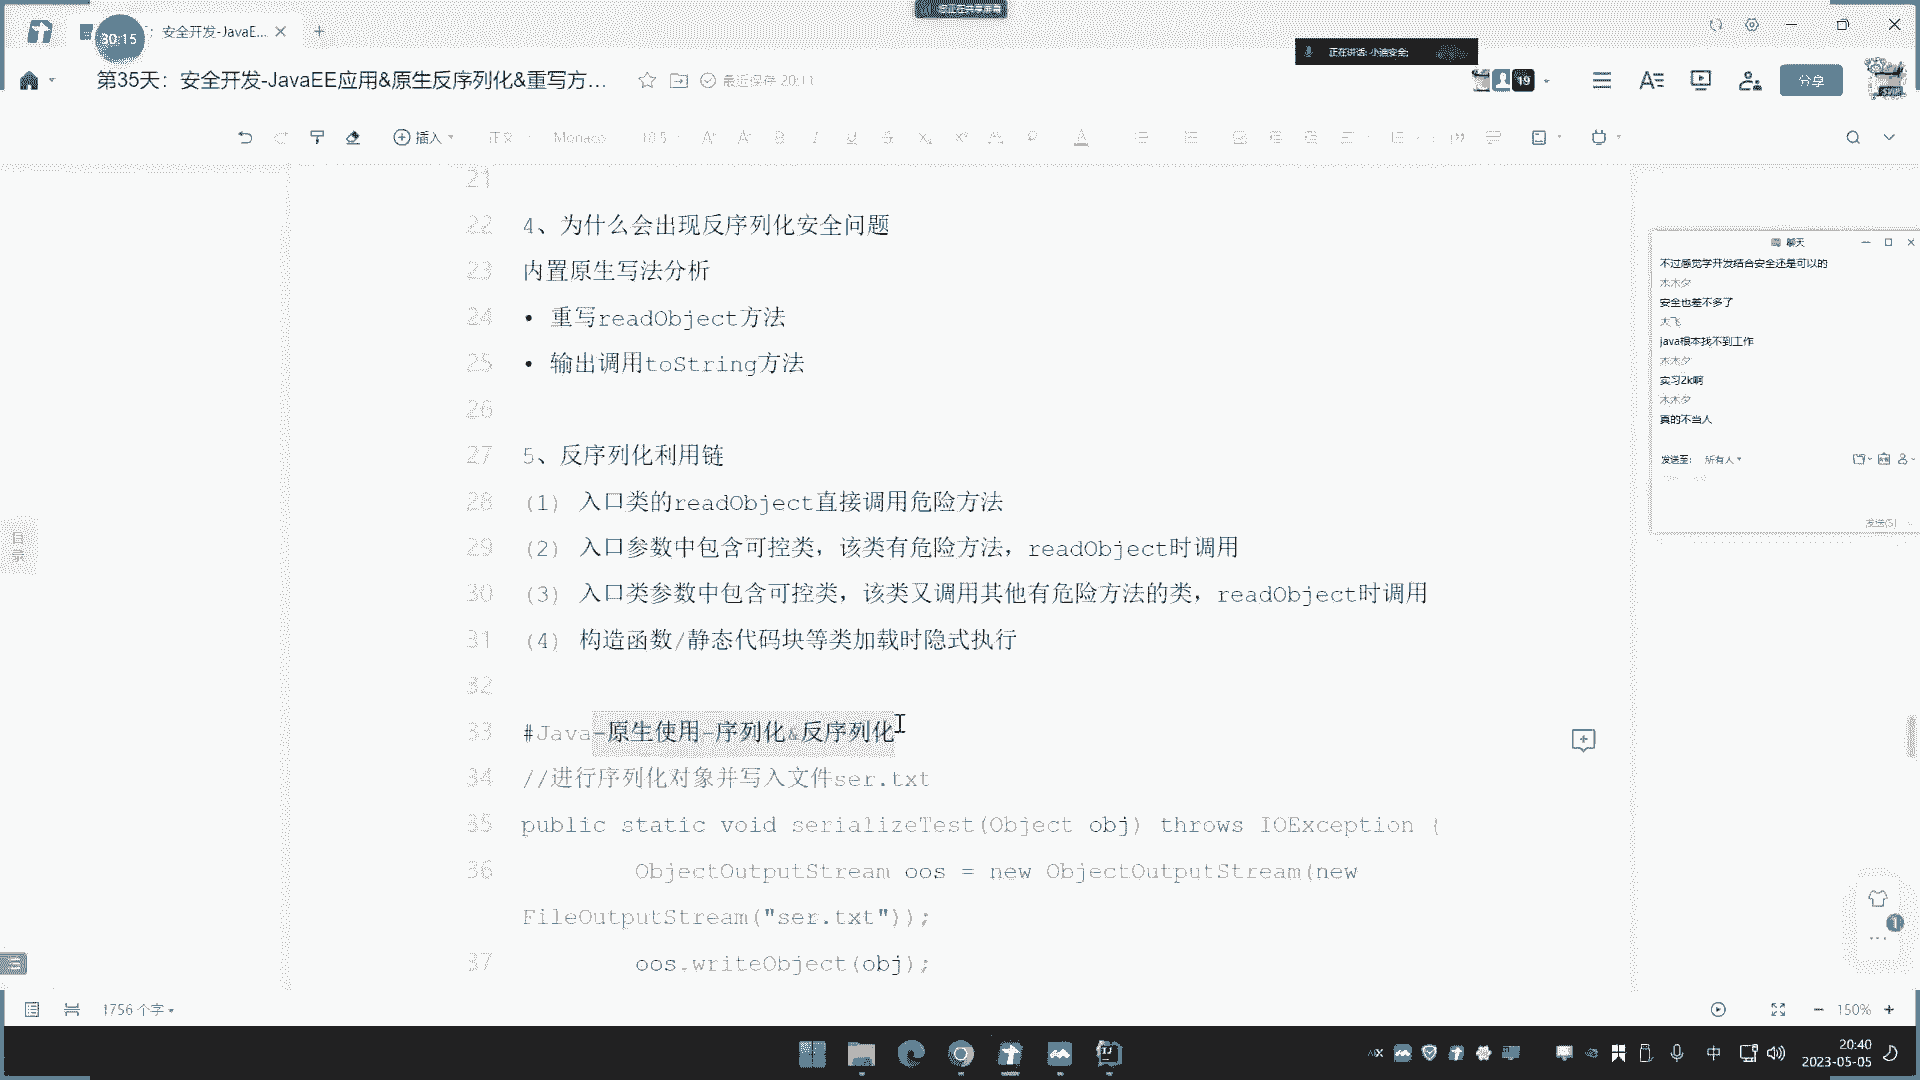 30:15
安全开发-JavaE...
正在讲话: 小迪安全;
第35天：安全开发-JavaEE应用&原生反序列化&重写方...
最近保存 20:11
19
分享
插入
正文
Monaco
10.5
21
22 4、为什么会出现反序列化安全问题
23 内置原生写法分析
24 • 重写readObject方法
25 • 输出调用toString方法
26
27 5、反序列化利用链
28 (1) 入口类的readObject直接调用危险方法
29 (2) 入口参数中包含可控类，该类有危险方法，readObject时调用
30 (3) 入口类参数中包含可控类，该类又调用其他有危险方法的类，readObject时调用
31 (4) 构造函数/静态代码块等类加载时隐式执行
32
33 #Java-原生使用-序列化&反序列化
34 //进行序列化对象并写入文件ser.txt
35 public static void serializeTest(Object obj) throws IOException {
36 ObjectOutputStream oos = new ObjectOutputStream(new
FileOutputStream("ser.txt"));
37 oos.writeObject(obj);
目录
聊天
不过感觉学开发结合安全还是可以的
木木夕
安全也差不多了
大飞
java根本找不到工作
木木夕
实习2k啊
木木夕
真的不当人
发送至: 所有人
发送(S)
1
1756 个字
150%
中
20:40
2023-05-05